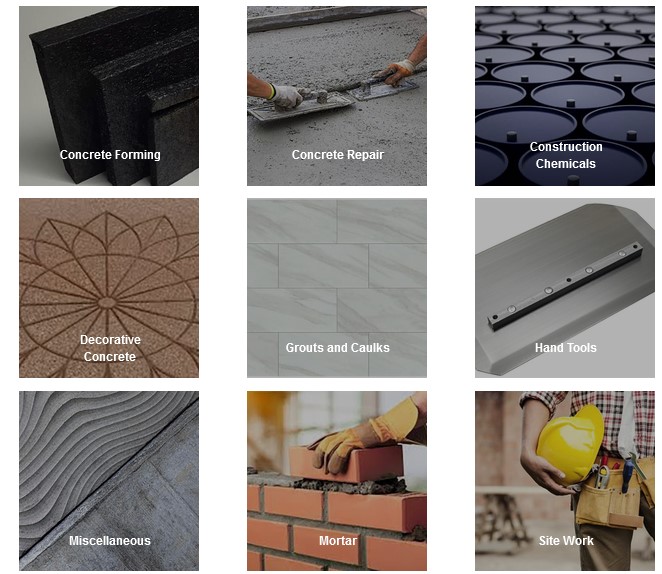 Concrete Forming
Concrete Repair
Construction
Chemicals
Decorative
Concrete
Grouts and Caulks
Hand Tools
Miscellaneous
Mortar
Site Work